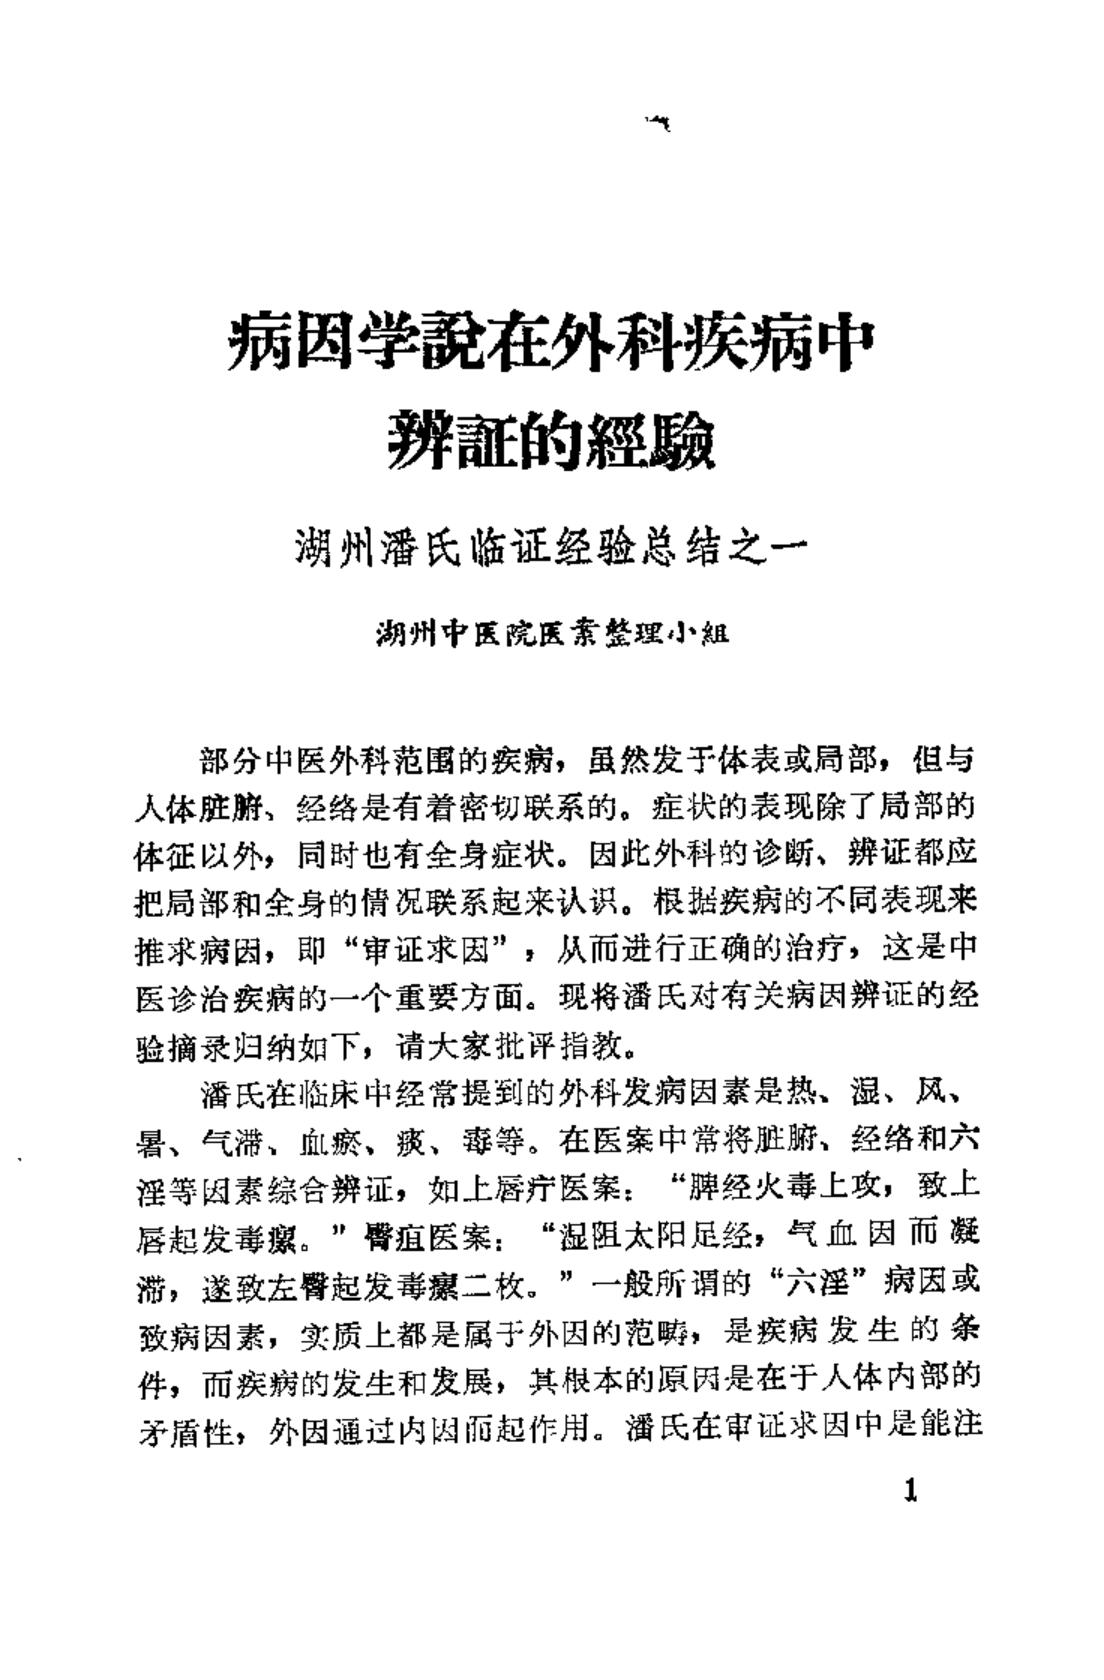 病因学說在外科疾病中
辨証的經驗
湖州潘氏临证经验总结之一
湖州中医院医案整理小組
部分中医外科范围的疾病，虽然发于体表或局部，但与
人体脏腑、经络是有着密切联系的。症状的表现除了局部的
体征以外，同时也有全身症状。因此外科的诊断、辨证都应
把局部和全身的情况联系起来认识。根据疾病的不同表现来
推求病因，即“审证求因”，从而进行正确的治疗，这是中
医诊治疾病的一个重要方面。现将潘氏对有关病因辨证的经
验摘录归纳如下，请大家批评指教。
潘氏在临床中经常提到的外科发病因素是热、湿、风、
暑、气滞、血瘀、痰、毒等。在医案中常将脏腑、经络和六
淫等因素综合辨证，如上唇疔医案：“脾经火毒上攻，致上
唇起发毒瘰。”臀疽医案：“湿阻太阳足经，气血因而凝
滞，遂致左臀起发毒瘰二枚。”一般所谓的“六淫”病因或
致病因素，实质上都是属于外因的范畴，是疾病发生的条
件，而疾病的发生和发展，其根本的原因是在于人体内部的
矛盾性，外因通过内因而起作用。潘氏在审证求因中是能注
1